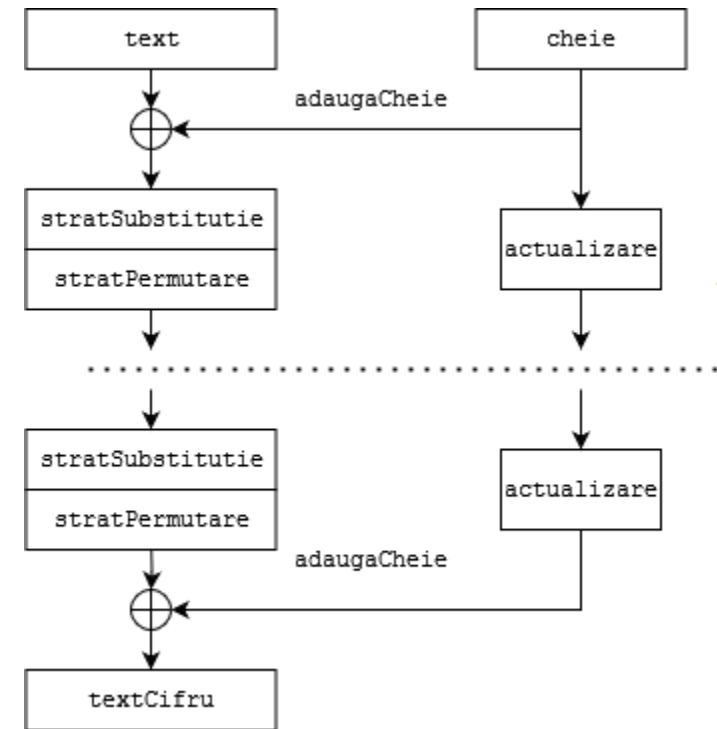 text
cheie
adaugaCheie
stratSubstitutie
stratPermutare
actualizare
stratSubstitutie
stratPermutare
actualizare
adaugaCheie
textCifru